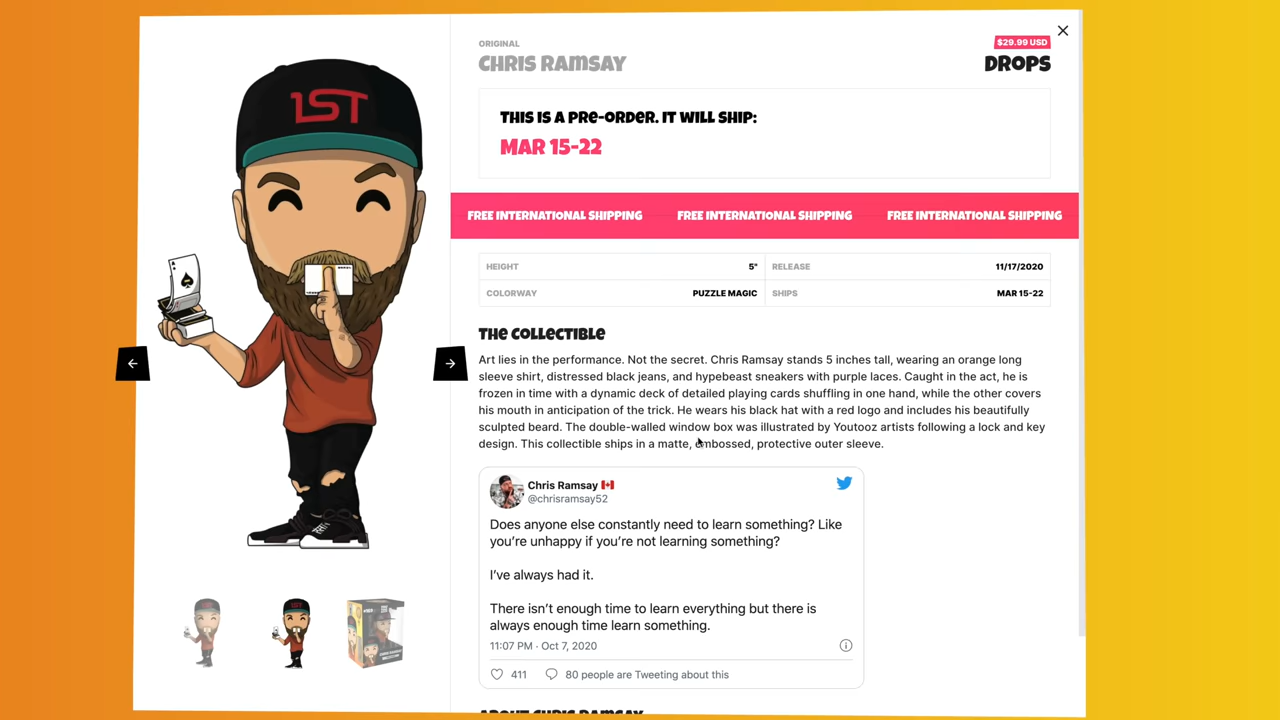 1ST
ORIGINAL
CHRIS RAMSAY
$29.99 USD
DROPS
THIS IS A PRE-ORDER. IT WILL SHIP:
MAR 15-22
FREE INTERNATIONAL SHIPPING FREE INTERNATIONAL SHIPPING FREE INTERNATIONAL SHIPPING
HEIGHT 5" RELEASE 11/17/2020
COLORWAY PUZZLE MAGIC SHIPS MAR 15-22
THE COLLECTIBLE
Art lies in the performance. Not the secret. Chris Ramsay stands 5 inches tall, wearing an orange long
sleeve shirt, distressed black jeans, and hypebeast sneakers with purple laces. Caught in the act, he is
frozen in time with a dynamic deck of detailed playing cards shuffling in one hand, while the other covers
his mouth in anticipation of the trick. He wears his black hat with a red logo and includes his beautifully
sculpted beard. The double-walled window box was illustrated by Youtooz artists following a lock and key
design. This collectible ships in a matte, embossed, protective outer sleeve.
Chris Ramsay
@chrisramsay52
Does anyone else constantly need to learn something? Like
you're unhappy if you're not learning something?
I've always had it.
There isn't enough time to learn everything but there is
always enough time learn something.
11:07 PM · Oct 7, 2020
411 80 people are Tweeting about this
ABOUT CHRIS RAMSAY